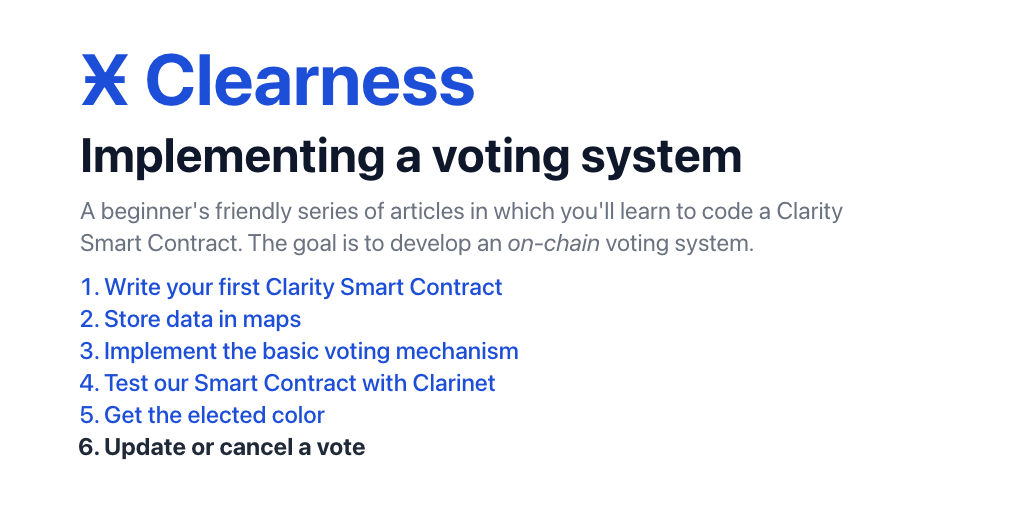 Clearness
Implementing a voting system
A beginner's friendly series of articles in which you'll learn to code a Clarity
Smart Contract. The goal is to develop an on-chain voting system.
1. Write your first Clarity Smart Contract
2. Store data in maps
3. Implement the basic voting mechanism
4. Test our Smart Contract with Clarinet
5. Get the elected color
6. Update or cancel a vote